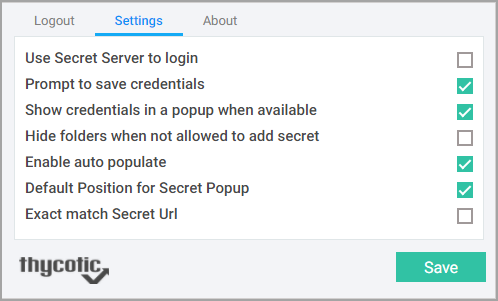 Logout Settings About
Use Secret Server to login
Prompt to save credentials
Show credentials in a popup when available
Hide folders when not allowed to add secret
Enable auto populate
Default Position for Secret Popup
Exact match Secret Url
thycotic
Save